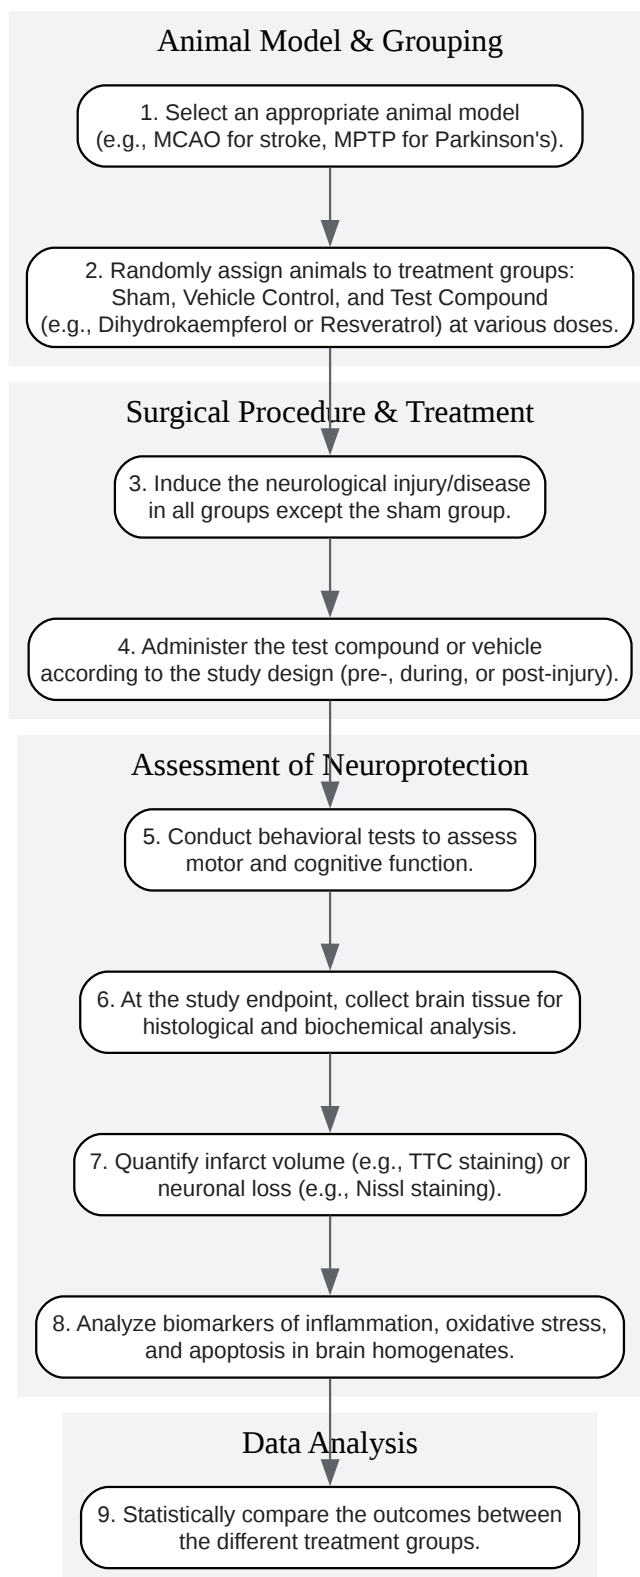 Animal Model & Grouping
1. Select an appropriate animal model
(e.g., MCAO for stroke, MPTP for Parkinson's).
2. Randomly assign animals to treatment groups:
Sham, Vehicle Control, and Test Compound
(e.g., Dihydrokaempferol or Resveratrol) at various doses.
Surgical Procedure & Treatment
3. Induce the neurological injury/disease
in all groups except the sham group.
4. Administer the test compound or vehicle
according to the study design (pre-, during, or post-injury).
Assessment of Neuroprotection
5. Conduct behavioral tests to assess
motor and cognitive function.
6. At the study endpoint, collect brain tissue for
histological and biochemical analysis.
7. Quantify infarct volume (e.g., TTC staining) or
neuronal loss (e.g., Nissl staining).
8. Analyze biomarkers of inflammation, oxidative stress,
and apoptosis in brain homogenates.
Data Analysis
9. Statistically compare the outcomes between
the different treatment groups.